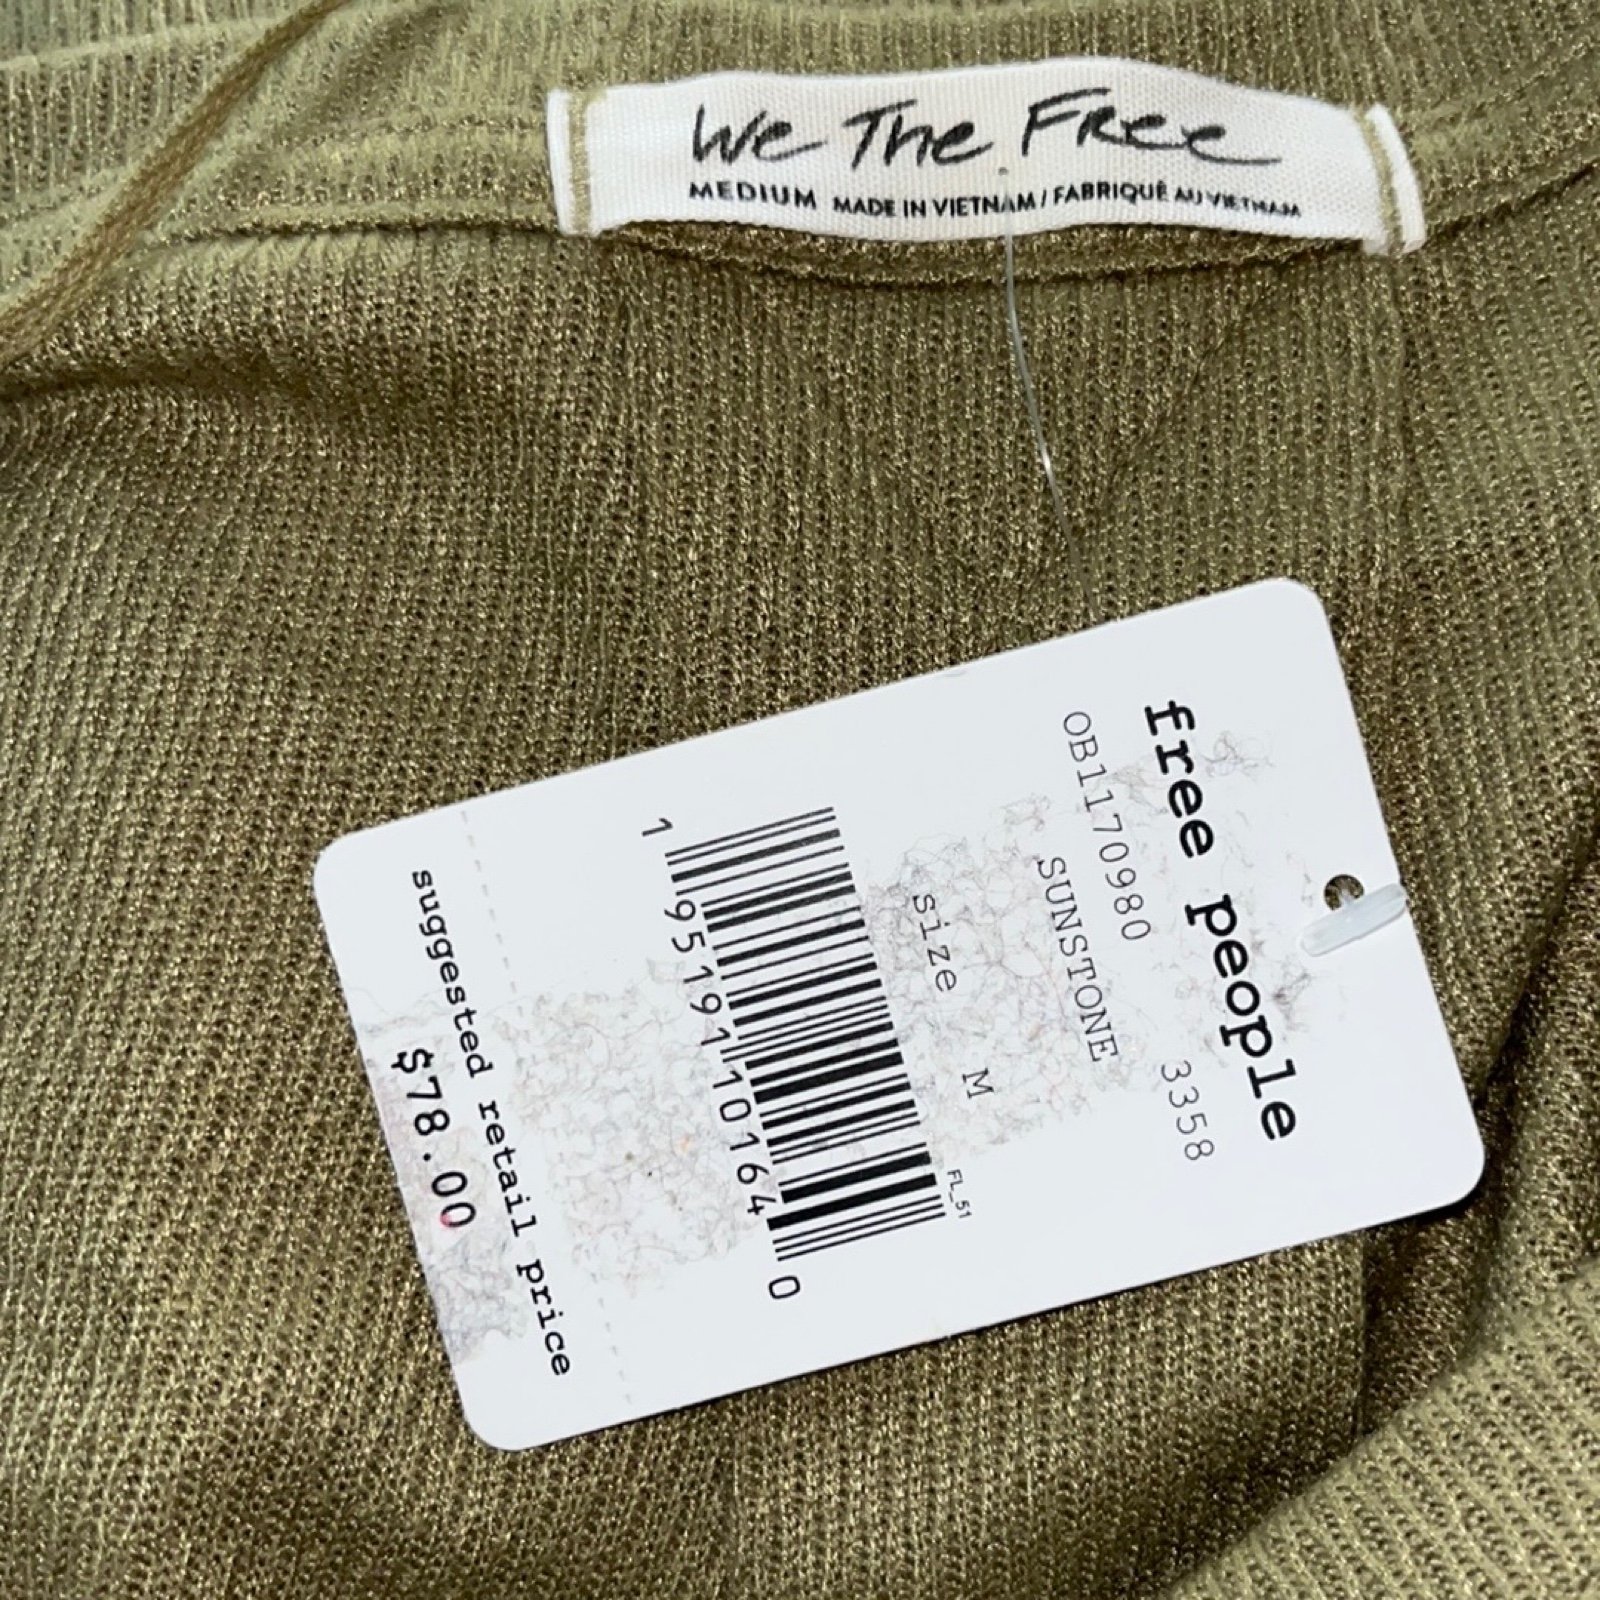 We The Free
MEDIUM MADE IN VIETNAM / FABRIQUÉ AU VIETNAM
free people
OB1170980 3358
SUNSTONE
size M
FL_51
1 95191 10164 0
suggested retail price
$78.00